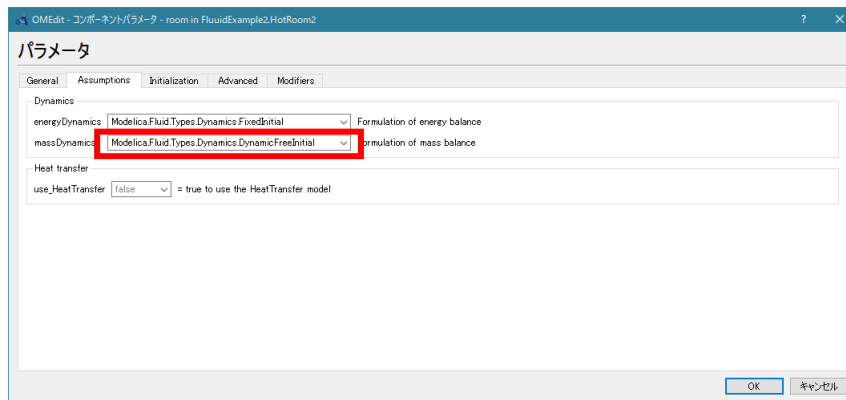 OMEdit - コンポーネントパラメータ - room in FluuidExample2.HotRoom2 ? ×
パラメータ
General Assumptions Initialization Advanced Modifiers
Dynamics
energyDynamics Modelica.Fluid.Types.Dynamics.FixedInitial Formulation of energy balance
massDynamics Modelica.Fluid.Types.Dynamics.DynamicFreeInitial ormulation of mass balance
Heat transfer
use_HeatTransfer false = true to use the HeatTransfer model
OK キャンセル